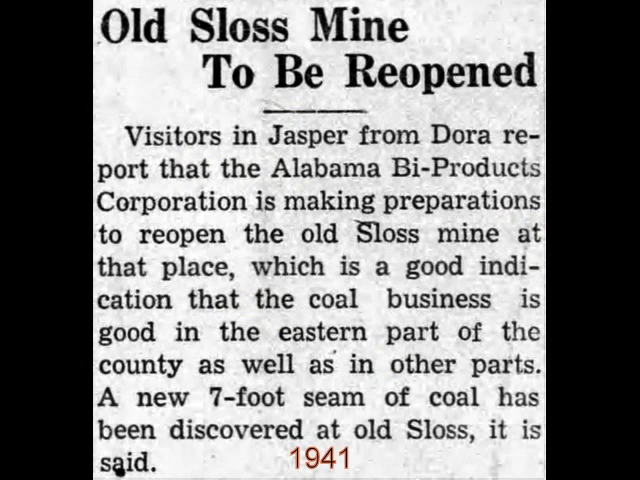 Old Sloss Mine
To Be Reopened
Visitors in Jasper from Dora re-
port that the Alabama Bi-Products
Corporation is making preparations
to reopen the old Sloss mine at
that place, which is a good indi-
cation that the coal business is
good in the eastern part of the
county as well as in other parts.
A new 7-foot seam of coal has
been discovered at old Sloss, it is
said.
1941